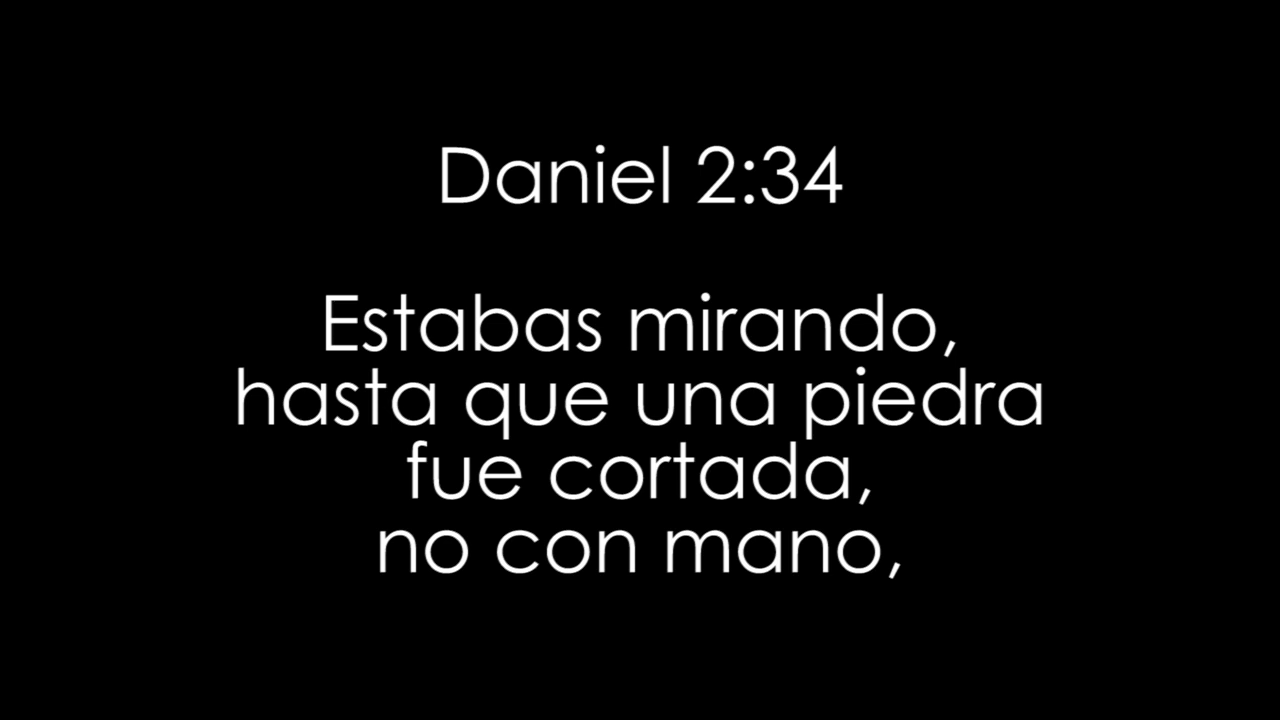 Daniel 2:34
Estabas mirando,
hasta que una piedra
fue cortada,
no con mano,